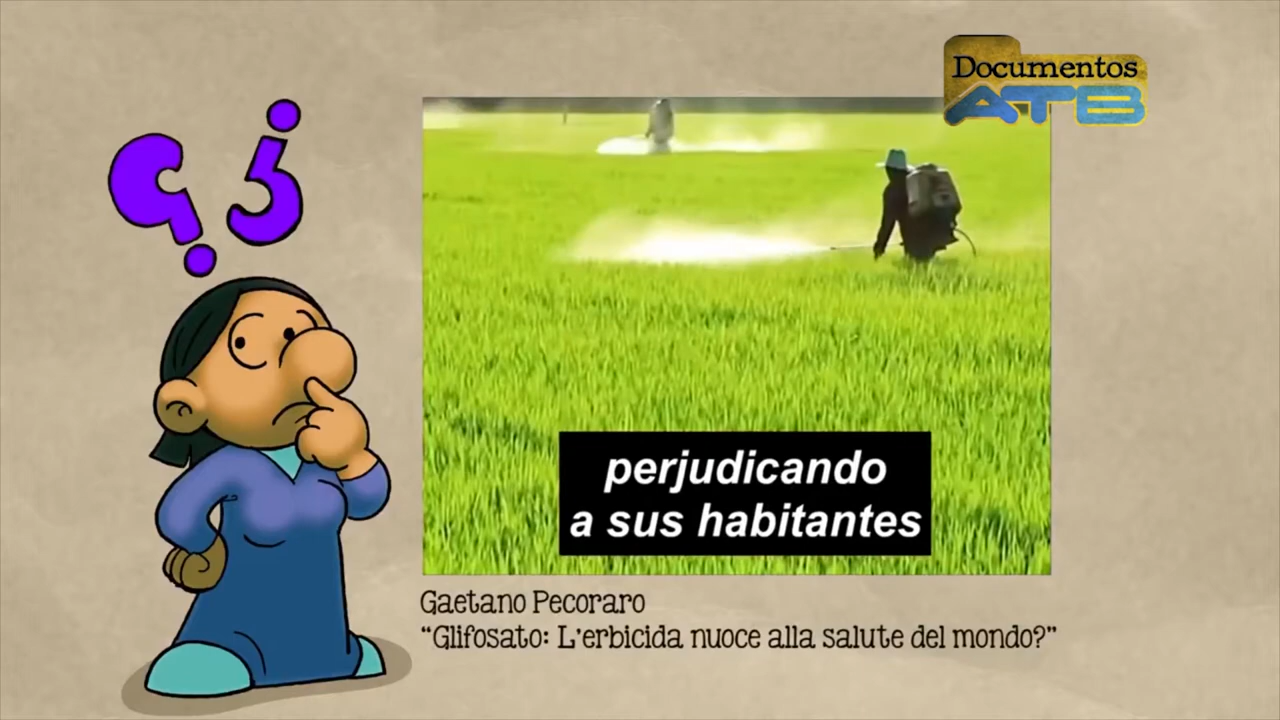 Documentos
ATB
? ¿
perjudicando
a sus habitantes
Gaetano Pecoraro
“Glifosato: L'erbicida nuoce alla salute del mondo?”